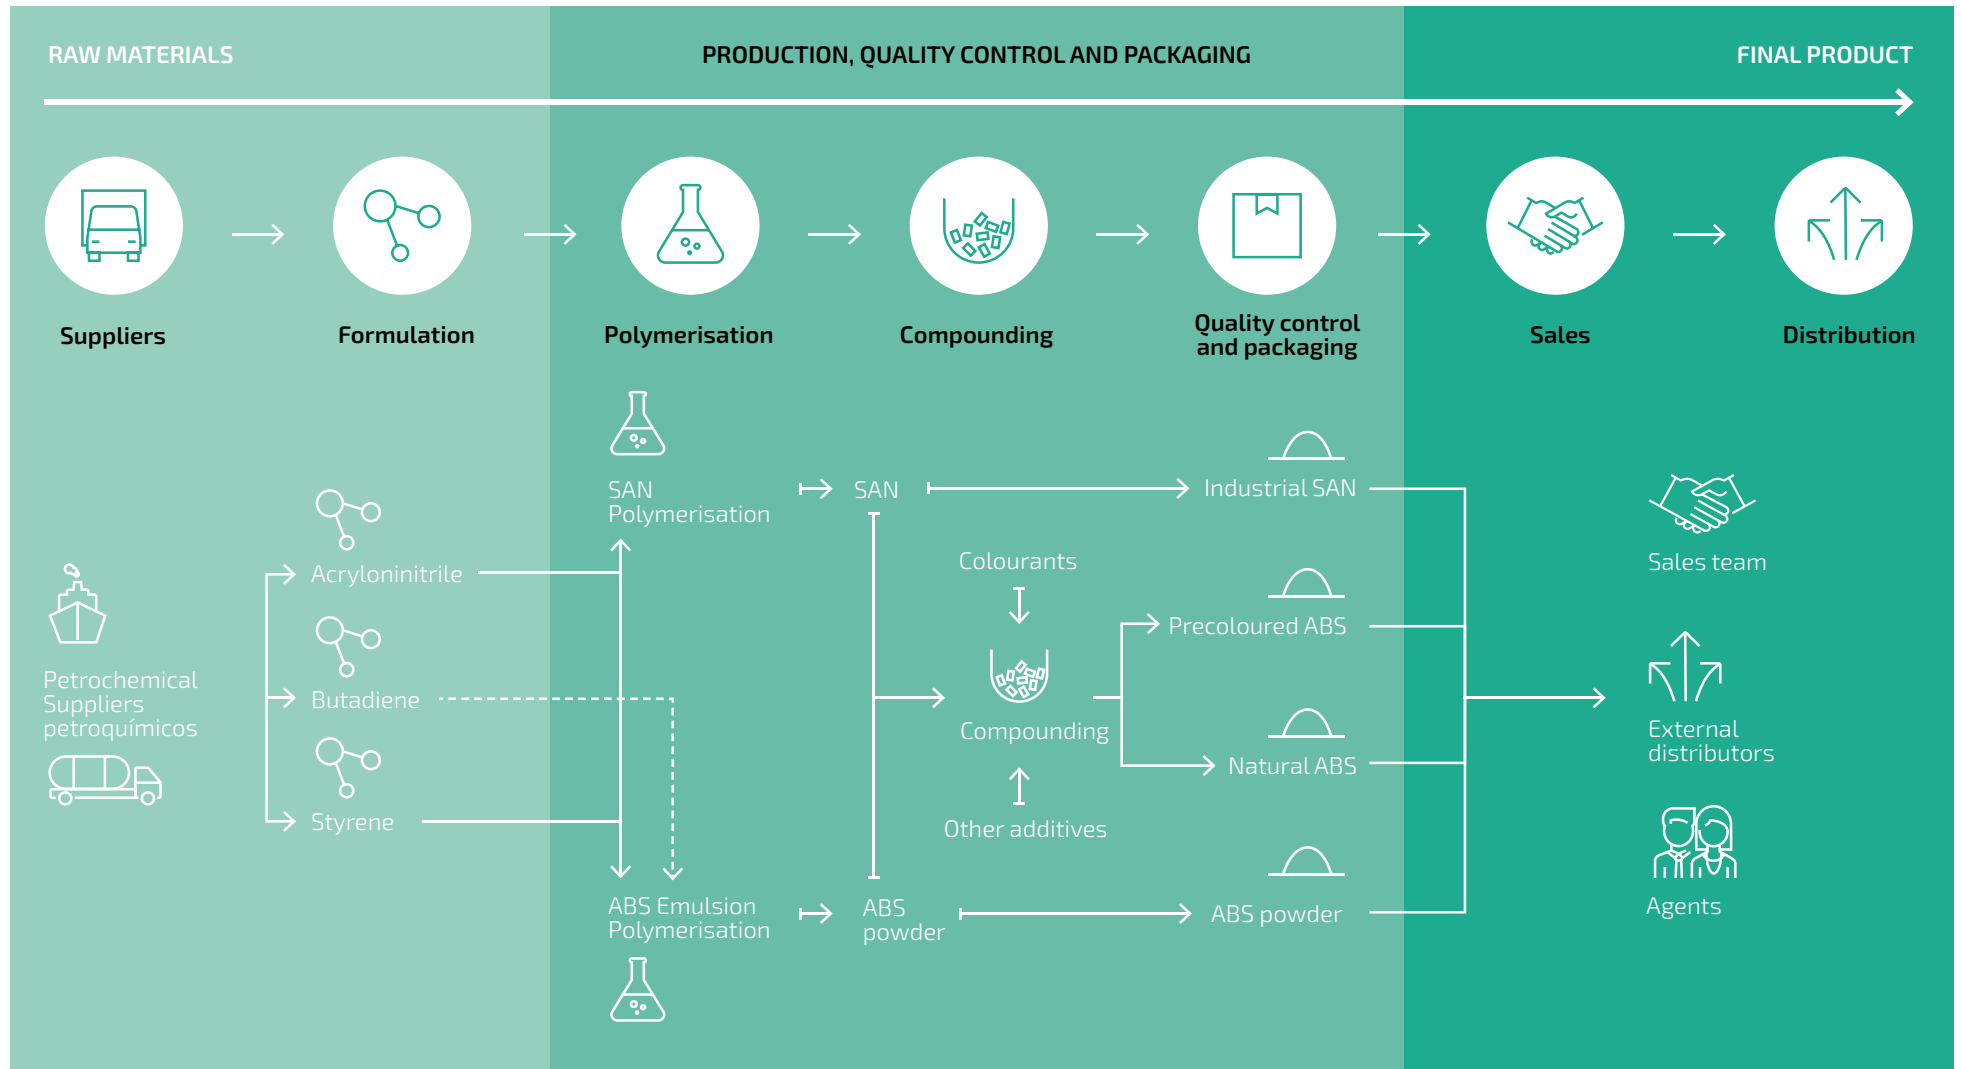 RAW MATERIALS
PRODUCTION, QUALITY CONTROL AND PACKAGING
FINAL PRODUCT
Suppliers
Formulation
Polymerisation
Compounding
Quality control
and packaging
Sales
Distribution
Petrochemical
Suppliers
petroquímicos
Acryloninitrile
Butadiene
Styrene
SAN
Polymerisation
ABS Emulsion
Polymerisation
SAN
Colourants
Compounding
Other additives
ABS
powder
Industrial SAN
Precoloured ABS
Natural ABS
ABS powder
Sales team
External
distributors
Agents